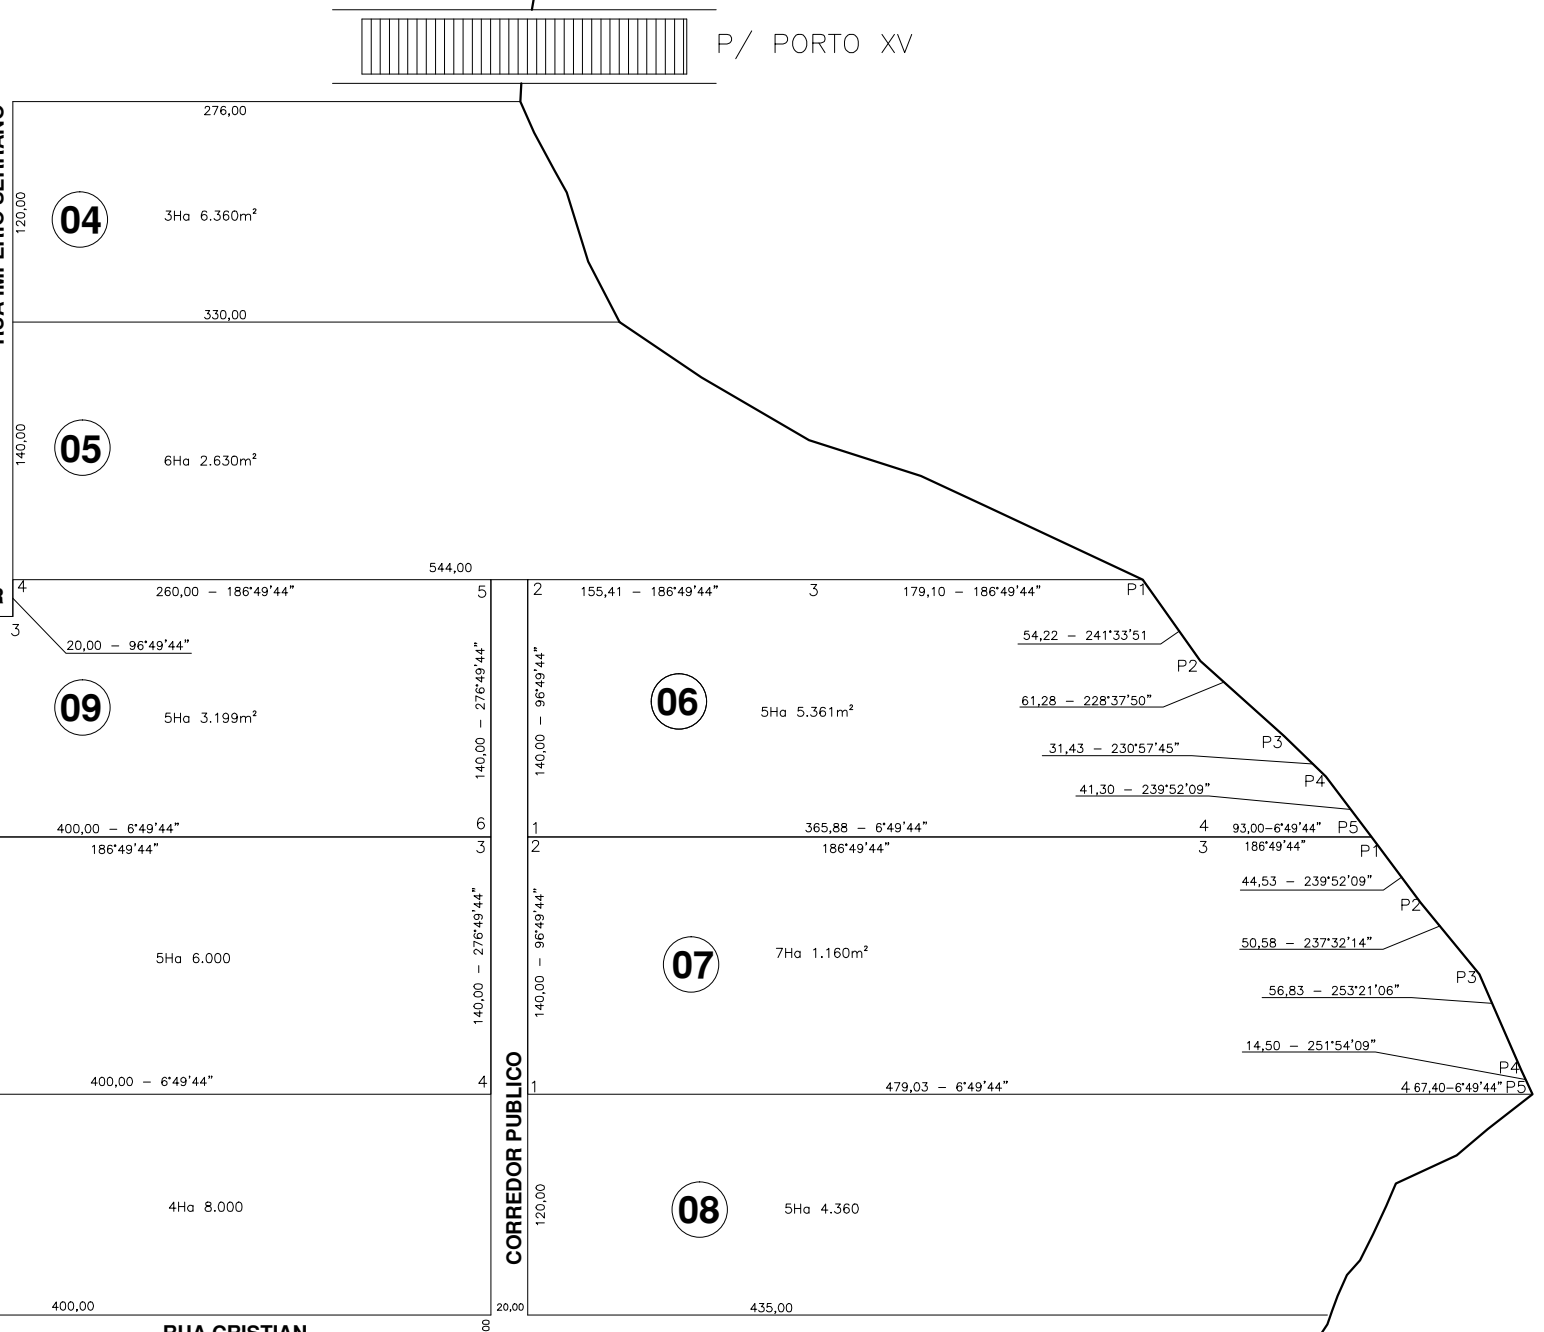 P/ PORTO XV
276,00
120,00
04
3Ha 6.360m²
330,00
140,00
05
6Ha 2.630m²
544,00
4
260,00 – 186°49'44"
5
2
155,41 – 186°49'44"
3
179,10 – 186°49'44"
P1
3
20,00 – 96°49'44"
54,22 – 241°33'51
P2
09
5Ha 3.199m²
140,00 – 276°49'44"
140,00 – 96°49'44"
06
5Ha 5.361m²
61,28 – 228°37'50"
P3
31,43 – 230°57'45"
P4
41,30 – 239°52'09"
400,00 – 6°49'44"
6
1
365,88 – 6°49'44"
4
93,00–6°49'44"
P5
186°49'44"
3
2
186°49'44"
3
186°49'44"
P1
44,53 – 239°52'09"
P2
140,00 – 276°49'44"
140,00 – 96°49'44"
5Ha 6.000
07
7Ha 1.160m²
50,58 – 237°32'14"
P3
56,83 – 253°21'06"
14,50 – 251°54'09"
P4
400,00 – 6°49'44"
4
1
479,03 – 6°49'44"
4
67,40–6°49'44"
P5
CORREDOR PUBLICO
4Ha 8.000
120,00
08
5Ha 4.360
400,00
20,00
435,00
RUA CRISTIAN